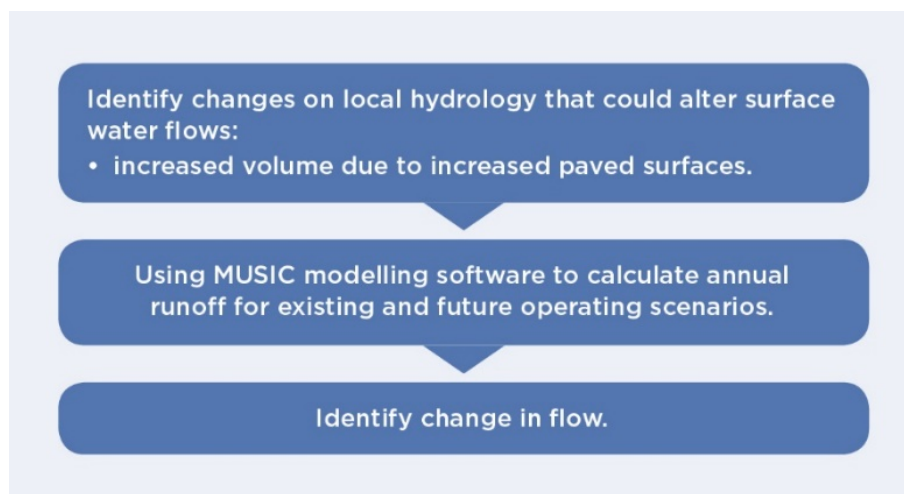 Identify changes on local hydrology that could alter surface
water flows:
• increased volume due to increased paved surfaces.
Using MUSIC modelling software to calculate annual
runoff for existing and future operating scenarios.
Identify change in flow.